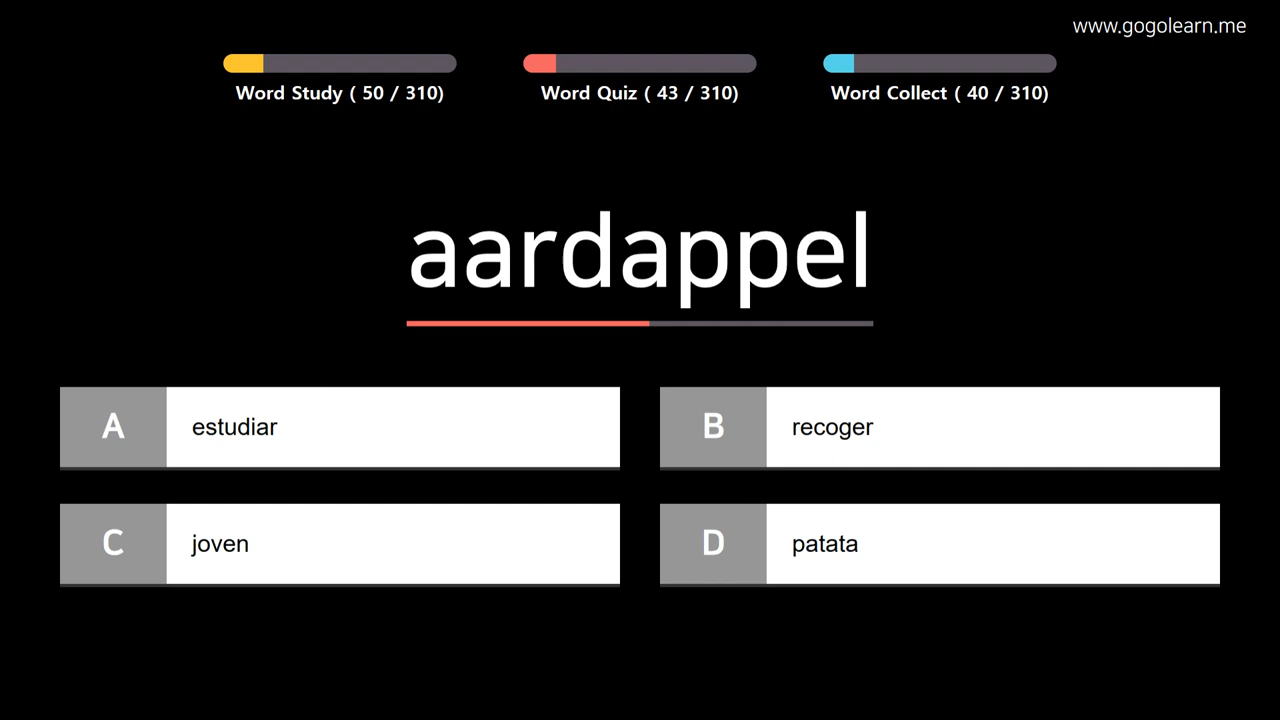 www.gogolearn.me
Word Study ( 50 / 310)
Word Quiz ( 43 / 310)
Word Collect ( 40 / 310)
aardappel
A estudiar
B recoger
C joven
D patata